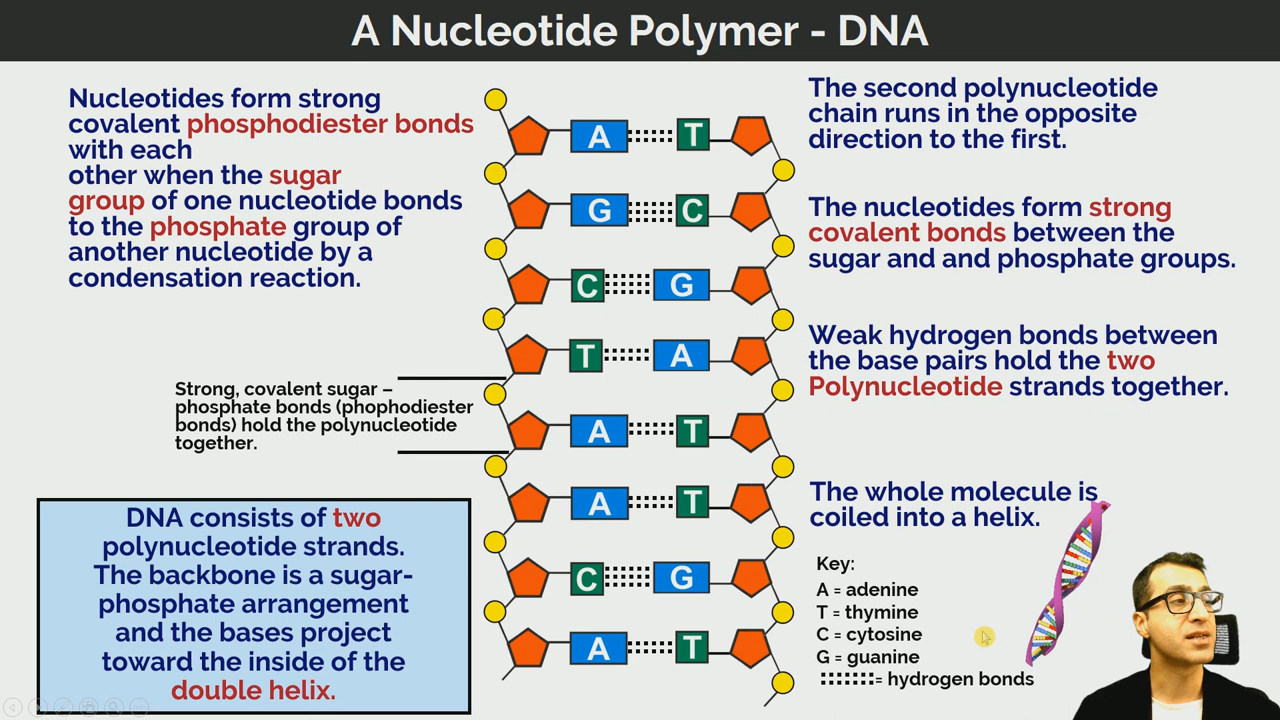 A Nucleotide Polymer - DNA
Nucleotides form strong
covalent phosphodiester bonds
with each
other when the sugar
group of one nucleotide bonds
to the phosphate group of
another nucleotide by a
condensation reaction.
Strong, covalent sugar –
phosphate bonds (phophodiester
bonds) hold the polynucleotide
together.
DNA consists of two
polynucleotide strands.
The backbone is a sugar-
phosphate arrangement
and the bases project
toward the inside of the
double helix.
A T
G C
C G
T A
A T
A T
C G
A T
The second polynucleotide
chain runs in the opposite
direction to the first.
The nucleotides form strong
covalent bonds between the
sugar and and phosphate groups.
Weak hydrogen bonds between
the base pairs hold the two
Polynucleotide strands together.
The whole molecule is
coiled into a helix.
Key:
A = adenine
T = thymine
C = cytosine
G = guanine
= hydrogen bonds